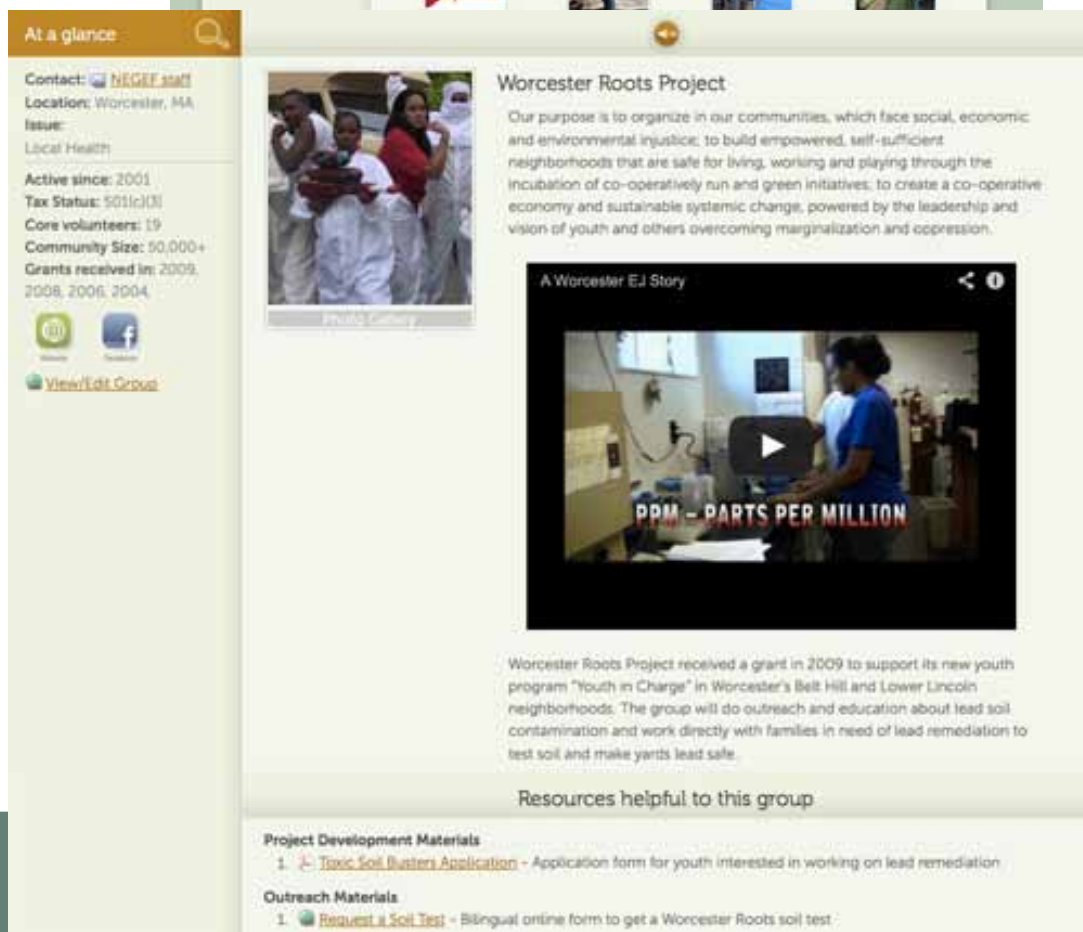 At a glance
Contact: NEGEF staff
Location: Worcester, MA
Issue:
Local Health
Active since: 2001
Tax Status: 501(c)(3)
Core volunteers: 19
Community Size: 50,000+
Grants received in: 2009,
2008, 2006, 2004,
Website Facebook
View/Edit Group
Photo Gallery
Worcester Roots Project
Our purpose is to organize in our communities, which face social, economic
and environmental injustice; to build empowered, self-sufficient
neighborhoods that are safe for living, working and playing through the
incubation of co-operatively run and green initiatives; to create a co-operative
economy and sustainable systemic change, powered by the leadership and
vision of youth and others overcoming marginalization and oppression.
A Worcester EJ Story
PPM - PARTS PER MILLION
Worcester Roots Project received a grant in 2009 to support its new youth
program "Youth in Charge" in Worcester's Belt Hill and Lower Lincoln
neighborhoods. The group will do outreach and education about lead soil
contamination and work directly with families in need of lead remediation to
test soil and make yards lead safe.
Resources helpful to this group
Project Development Materials
1. Toxic Soil Busters Application - Application form for youth interested in working on lead remediation
Outreach Materials
1. Request a Soil Test - Bilingual online form to get a Worcester Roots soil test